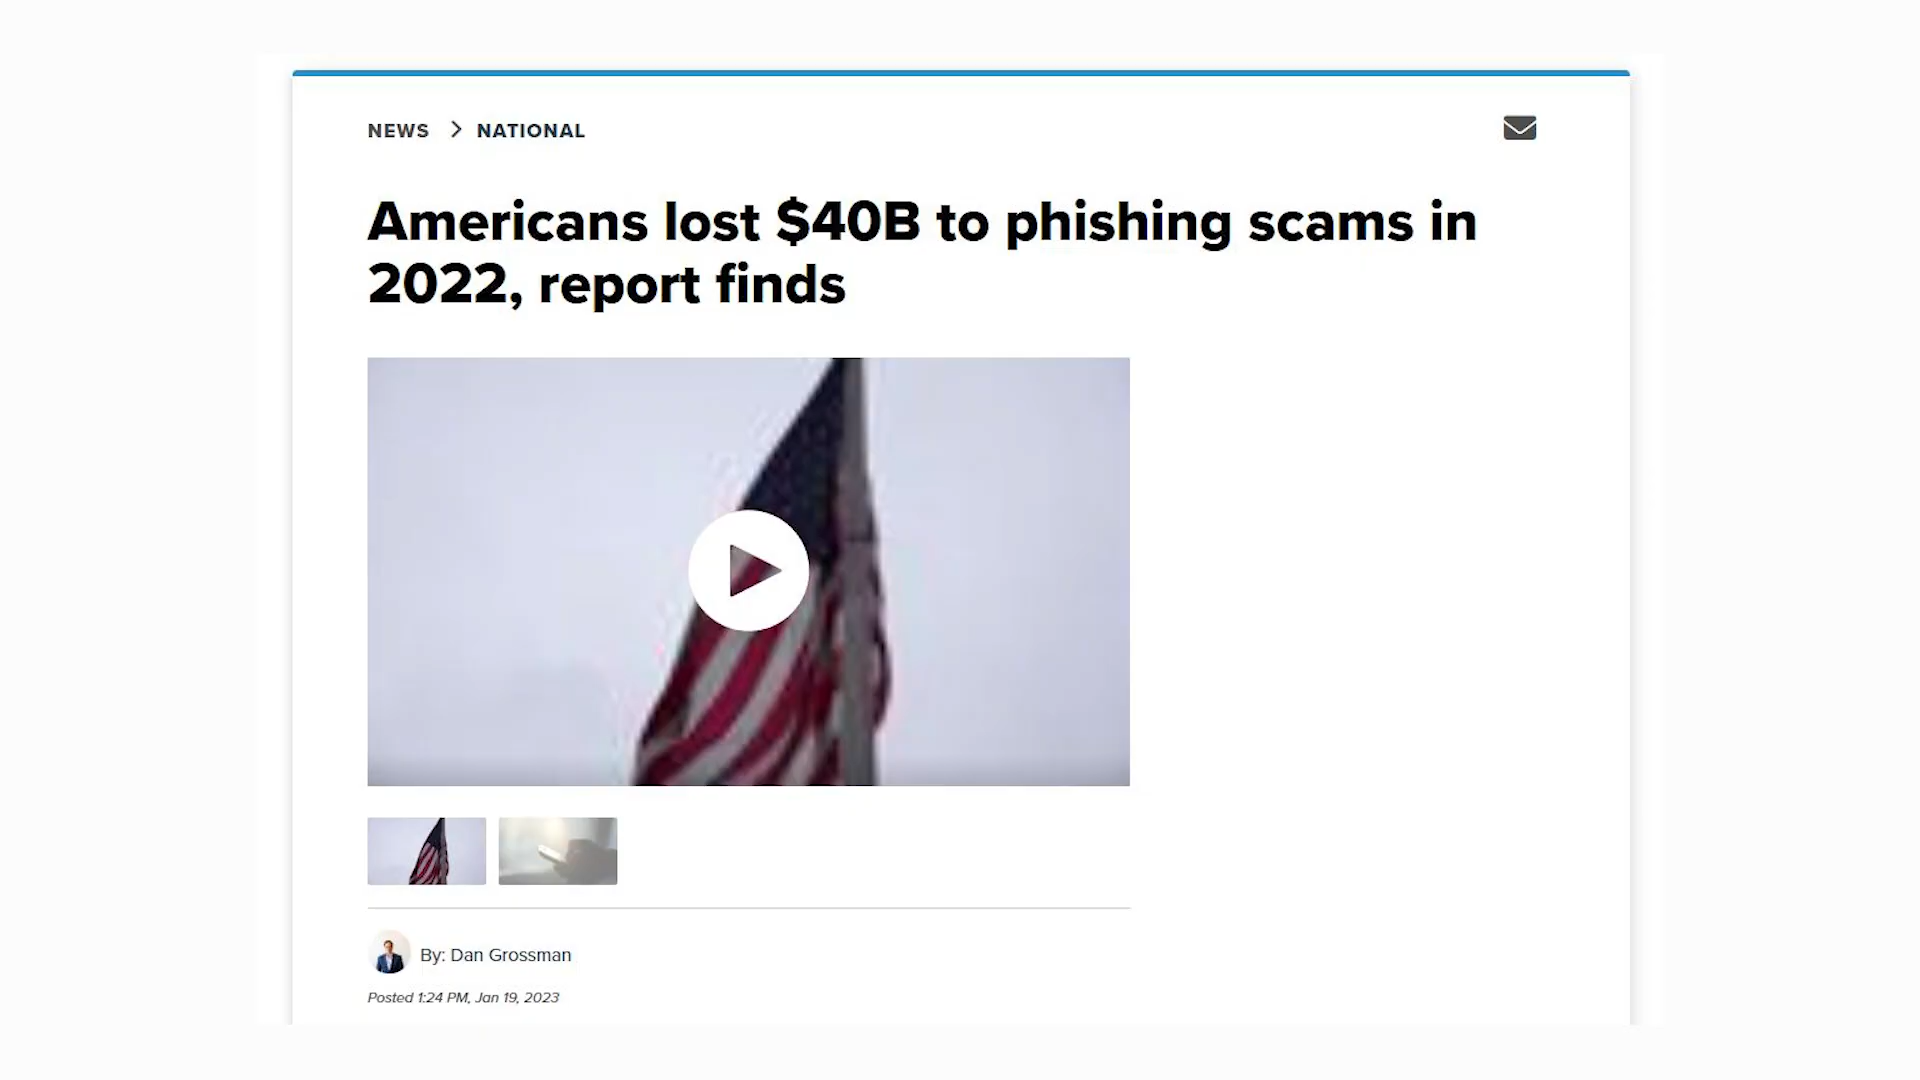 NEWS > NATIONAL
Americans lost $40B to phishing scams in
2022, report finds
By: Dan Grossman
Posted 1:24 PM, Jan 19, 2023